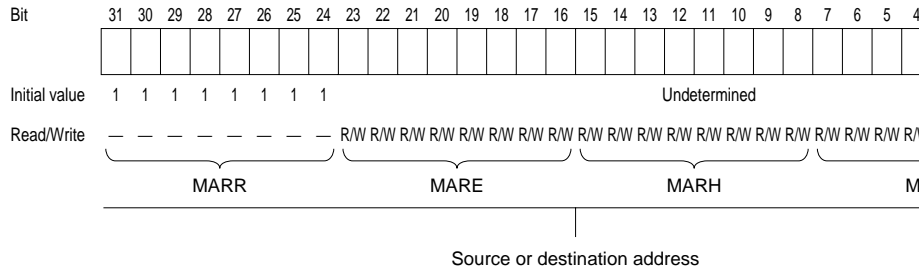 Bit 31 30 29 28 27 26 25 24 23 22 21 20 19 18 17 16 15 14 13 12 11 10 9 8 7 6 5 4
Initial value 1 1 1 1 1 1 1 1 Undetermined
Read/Write — — — — — — — — R/W R/W R/W R/W R/W R/W R/W R/W R/W R/W R/W R/W R/W R/W R/W R/W R/W R/W R/W R/W
MARR MARE MARH M
Source or destination address